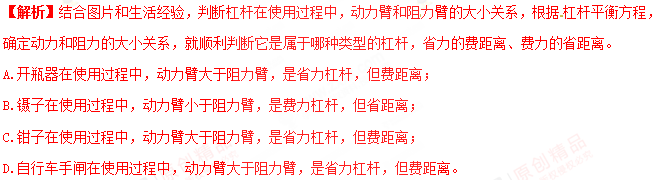 【解析】结合图片和生活经验，判断杠杆在使用过程中，动力臂和阻力臂的大小关系，根据.杠杆平衡方程，
确定动力和阻力的大小关系，就顺利判断它是属于哪种类型的杠杆，省力的费距离、费力的省距离。
A.开瓶器在使用过程中，动力臂大于阻力臂，是省力杠杆，但费距离；
B.镊子在使用过程中，动力臂小于阻力臂，是费力杠杆，但省距离；
C.钳子在使用过程中，动力臂大于阻力臂，是省力杠杆，但费距离；
D.自行车手闸在使用过程中，动力臂大于阻力臂，是省力杠杆，但费距离。